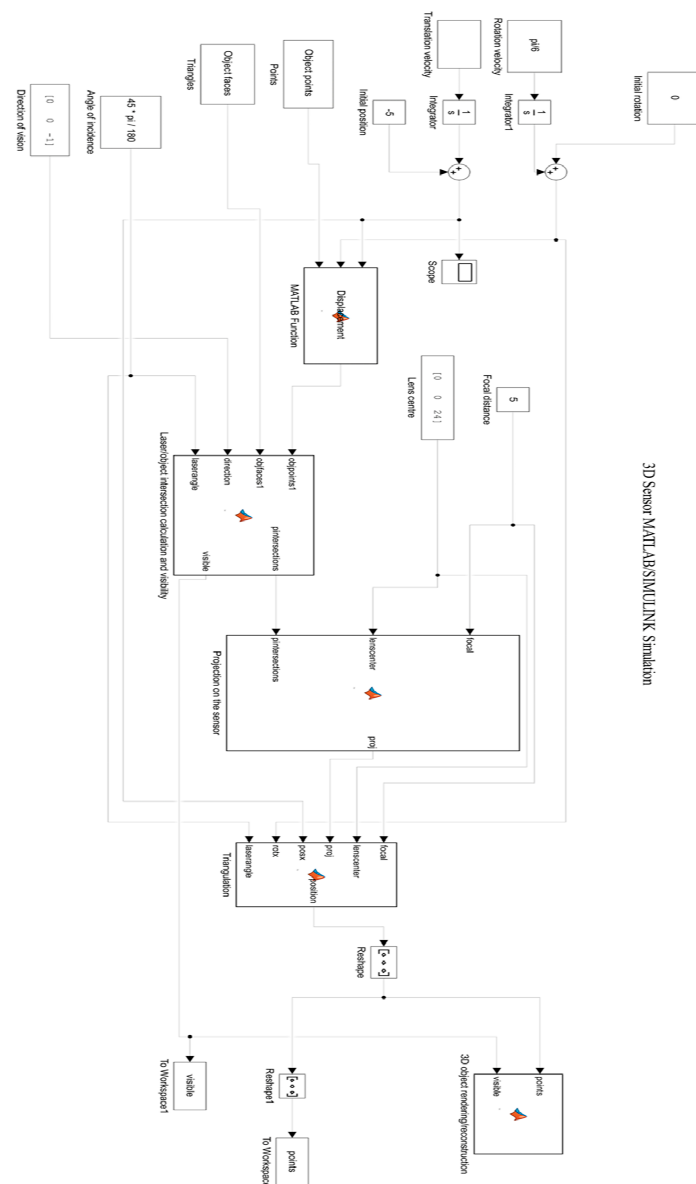 3D Sensor MATLAB/SIMULINK Simulation
0
Initial rotation
pi/6
Rotation velocity
1
s
Integrator1
Translation velocity
1
s
Integrator
-5
Initial position
Object points
Points
Object faces
Triangles
45 * pi / 180
Angle of incidence
[0 0 -1]
Direction of vision
Scope
Displacement
MATLAB Function
5
Focal distance
[0 0 24]
Lens centre
objpoints1
objfaces1
direction
laserangle
pintersections
visible
Laser/object intersection calculation and visibility
focal
lenscenter
pintersections
proj
Projection on the sensor
focal
lenscenter
proj
posx
rotx
laserangle
position
Triangulation
Reshape
points
visible
3D object rendering/reconstruction
Reshape1
points
To Workspace
visible
To Workspace1